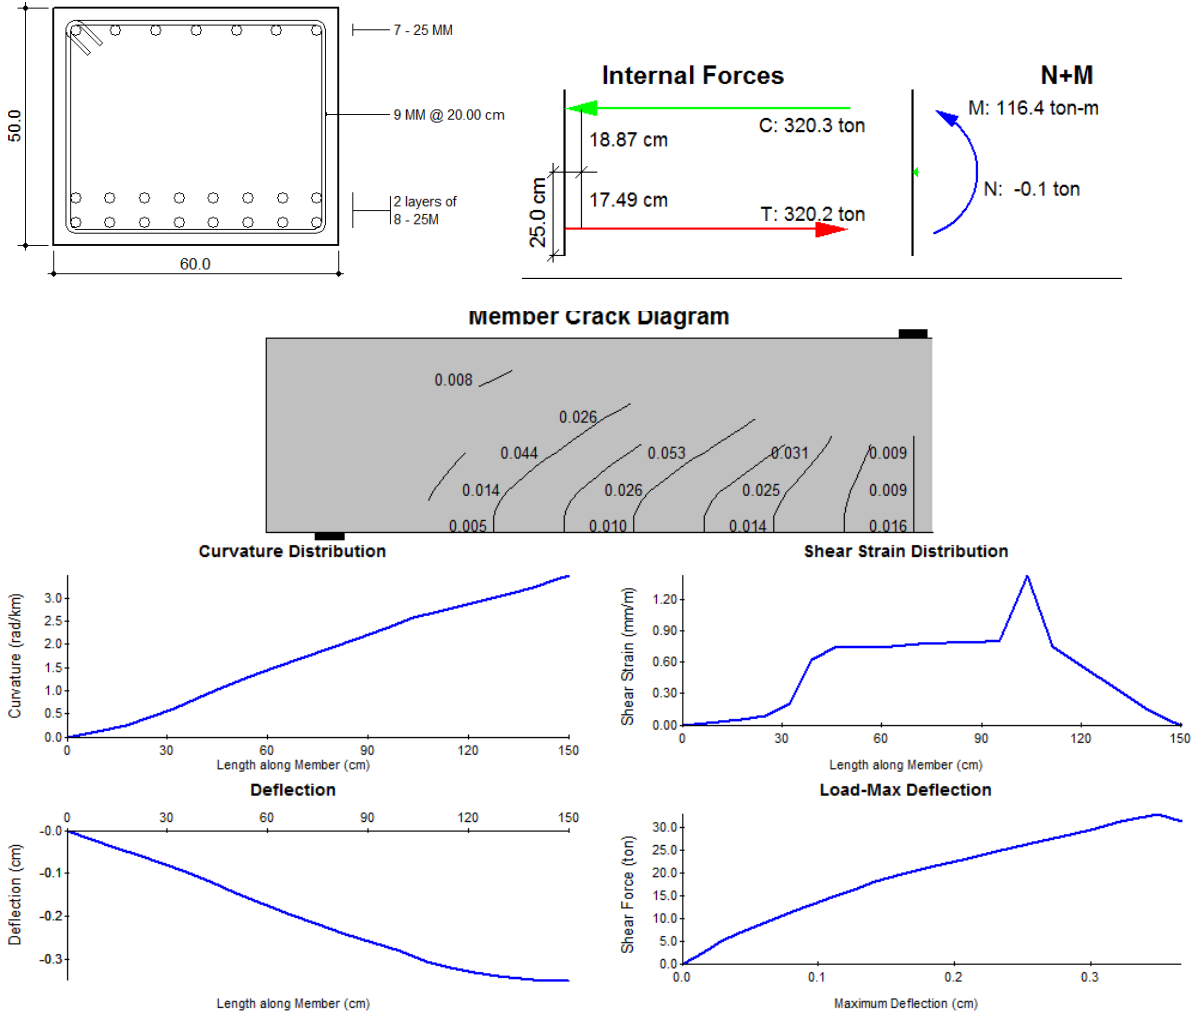 7 - 25 MM
9 MM @ 20.00 cm
2 layers of
8 - 25M
50.0
60.0
Internal Forces
C: 320.3 ton
18.87 cm
25.0 cm
17.49 cm
T: 320.2 ton
N+M
M: 116.4 ton-m
N: -0.1 ton
Member Crack Diagram
0.008
0.026
0.044 0.053 0.031 0.009
0.014 0.026 0.025 0.009
0.005 0.010 0.014 0.016
Curvature Distribution
Curvature (rad/km)
3.0
2.5
2.0
1.5
1.0
0.5
0.0
0 30 60 90 120 150
Length along Member (cm)
Shear Strain Distribution
Shear Strain (mm/m)
1.20
0.90
0.60
0.30
0.00
0 30 60 90 120 150
Length along Member (cm)
Deflection
0 30 60 90 120 150
Deflection (cm)
-0.0
-0.1
-0.2
-0.3
Length along Member (cm)
Load-Max Deflection
Shear Force (ton)
30.0
25.0
20.0
15.0
10.0
5.0
0.0
0.0 0.1 0.2 0.3
Maximum Deflection (cm)